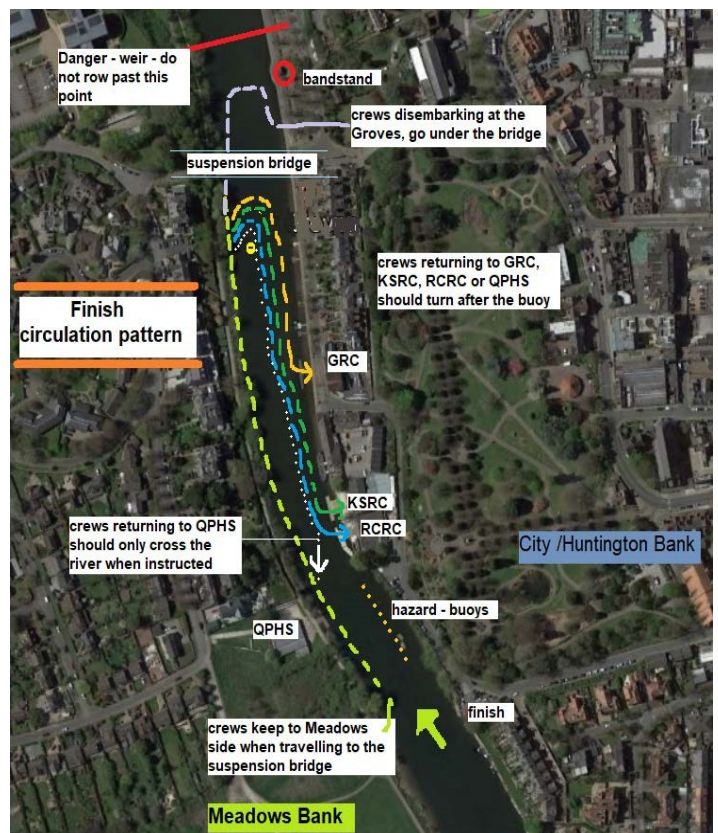 Danger - weir - do
not row past this
point
bandstand
crews disembarking at the
Groves, go under the bridge
suspension bridge
crews returning to GRC,
KSRC, RCRC or QPHS
should turn after the buoy
Finish
circulation pattern
GRC
KSRC
RCRC
crews returning to QPHS
should only cross the
river when instructed
City /Huntington Bank
hazard - buoys
QPHS
finish
crews keep to Meadows
side when travelling to the
suspension bridge
Meadows Bank